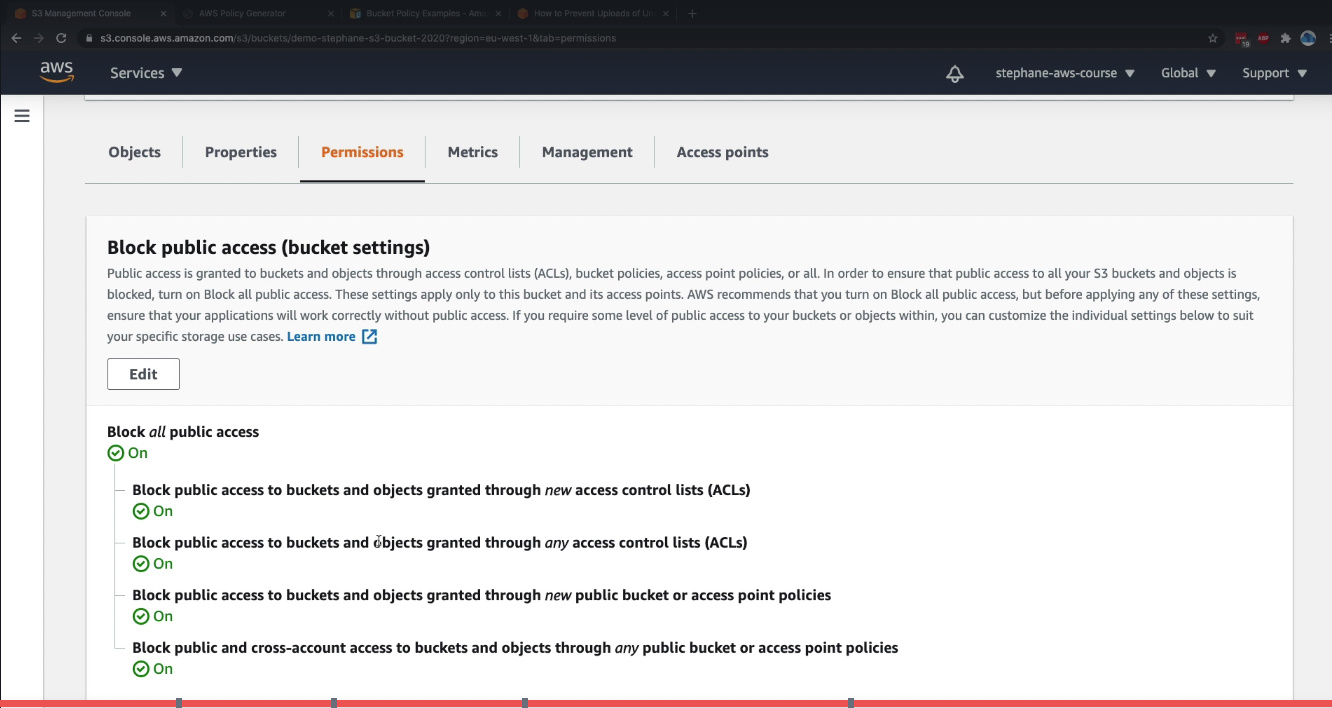 S3 Management Console
AWS Policy Generator
Bucket Policy Examples - Ama
How to Prevent Uploads of Un
s3.console.aws.amazon.com/s3/buckets/demo-stephane-s3-bucket-2020?region=eu-west-1&tab=permissions
aws Services stephane-aws-course Global Support
Objects Properties Permissions Metrics Management Access points
Block public access (bucket settings)
Public access is granted to buckets and objects through access control lists (ACLs), bucket policies, access point policies, or all. In order to ensure that public access to all your S3 buckets and objects is
blocked, turn on Block all public access. These settings apply only to this bucket and its access points. AWS recommends that you turn on Block all public access, but before applying any of these settings,
ensure that your applications will work correctly without public access. If you require some level of public access to your buckets or objects within, you can customize the individual settings below to suit
your specific storage use cases. Learn more
Edit
Block all public access
On
Block public access to buckets and objects granted through new access control lists (ACLs)
On
Block public access to buckets and objects granted through any access control lists (ACLs)
On
Block public access to buckets and objects granted through new public bucket or access point policies
On
Block public and cross-account access to buckets and objects through any public bucket or access point policies
On